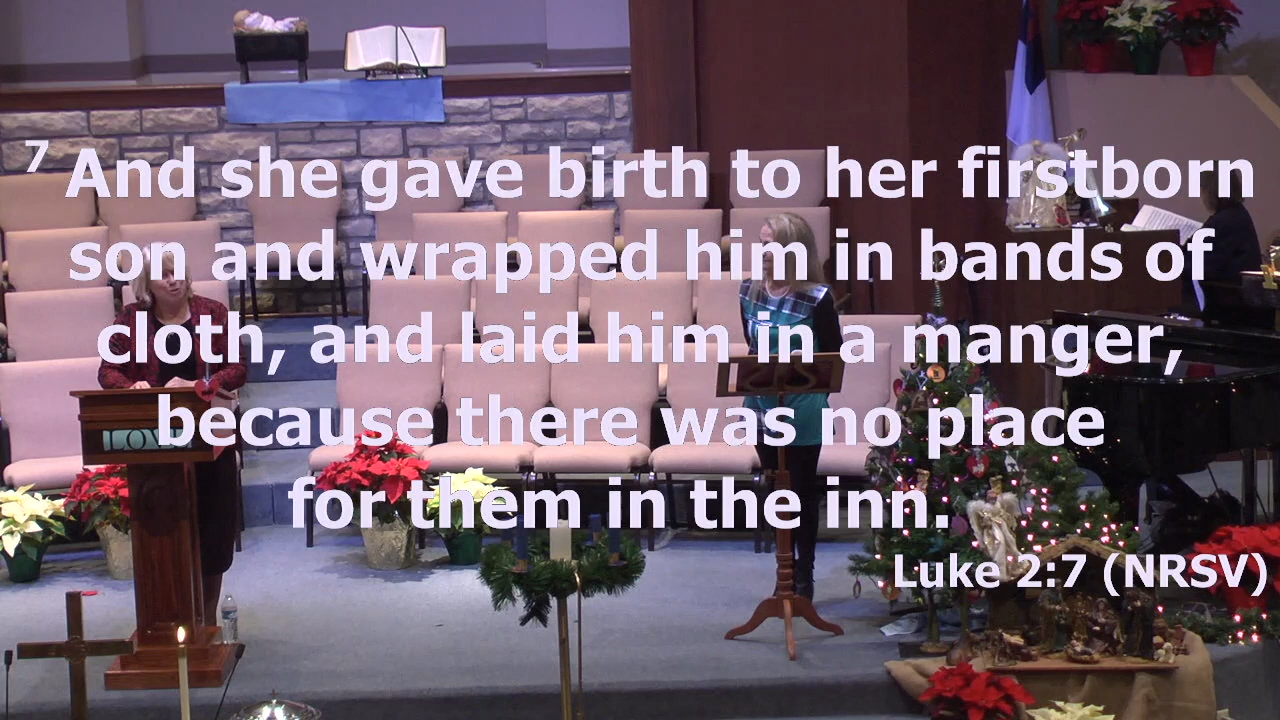 7 And she gave birth to her firstborn
son and wrapped him in bands of
cloth, and laid him in a manger,
because there was no place
for them in the inn.
Luke 2:7 (NRSV)
LOVE